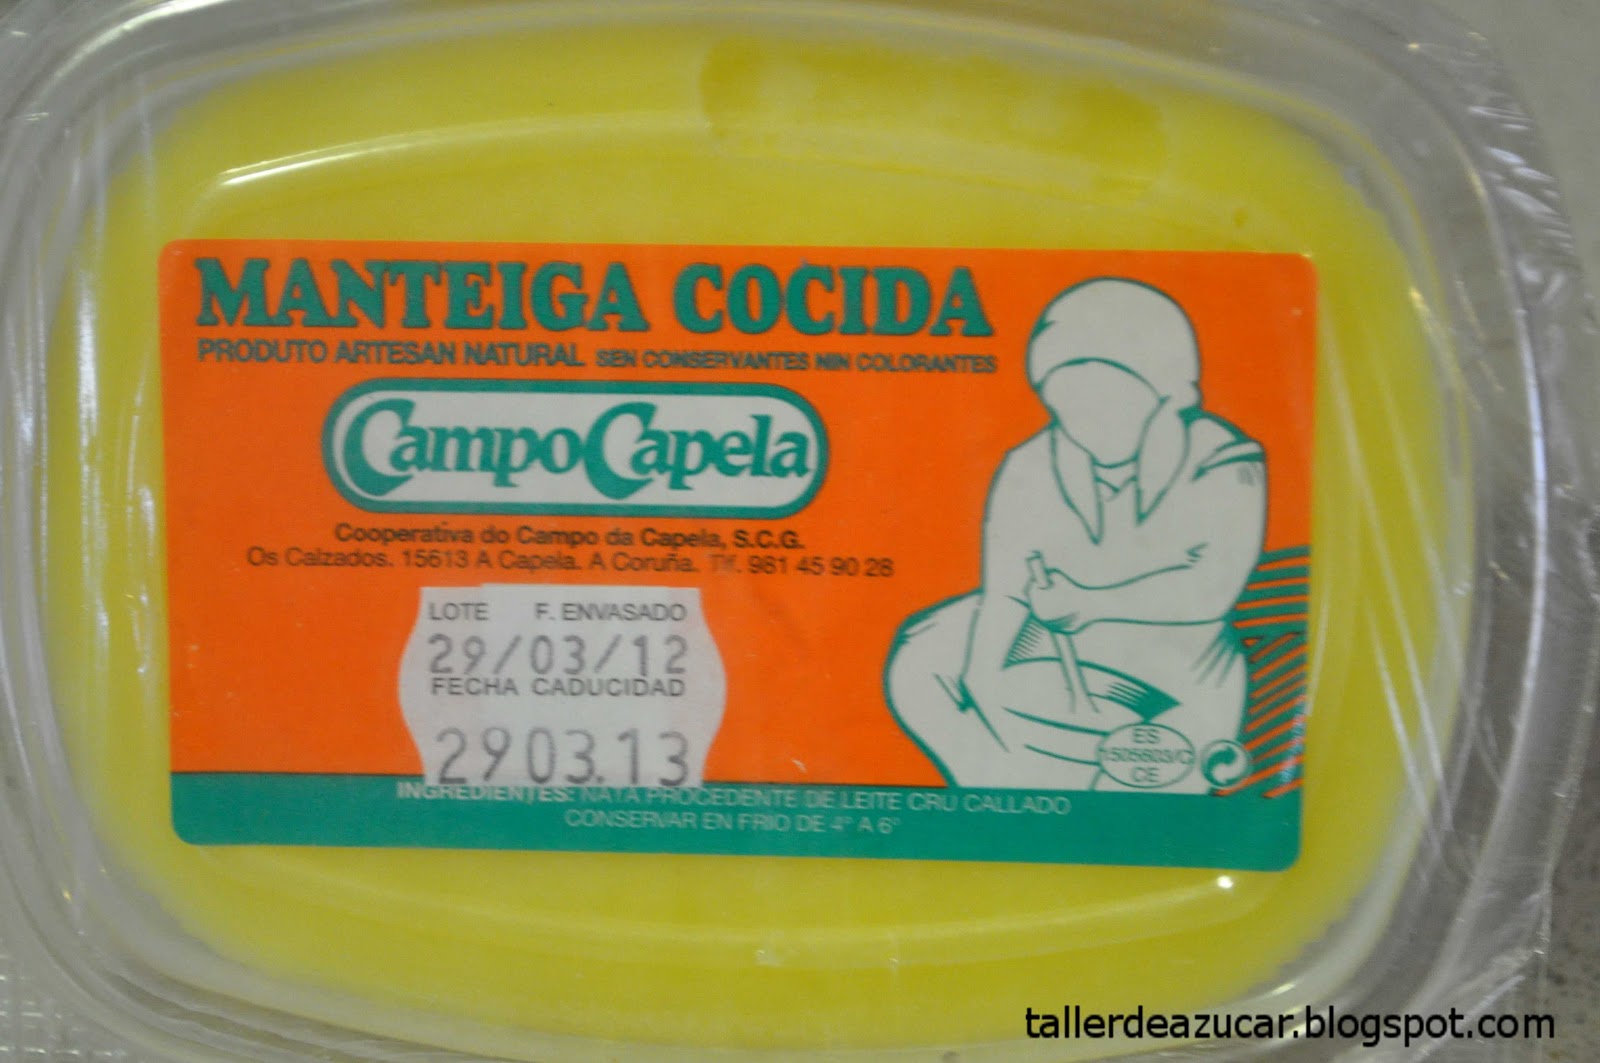 MANTEIGA COCIDA
PRODUTO ARTESAN NATURAL SEN CONSERVANTES NIN COLORANTES
CampoCapela
Cooperativa do Campo da Capela, S.C.G.
Os Calzados. 15613 A Capela. A Coruña. Tlf. 981 45 90 28
LOTE F. ENVASADO
29/03/12
FECHA CADUCIDAD
29 03.13
ES
CE
INGREDIENTES: NATA PROCEDENTE DE LEITE CRU CALLADO
CONSERVAR EN FRIO DE 4° A 6°
tallerdeazucar.blogspot.com